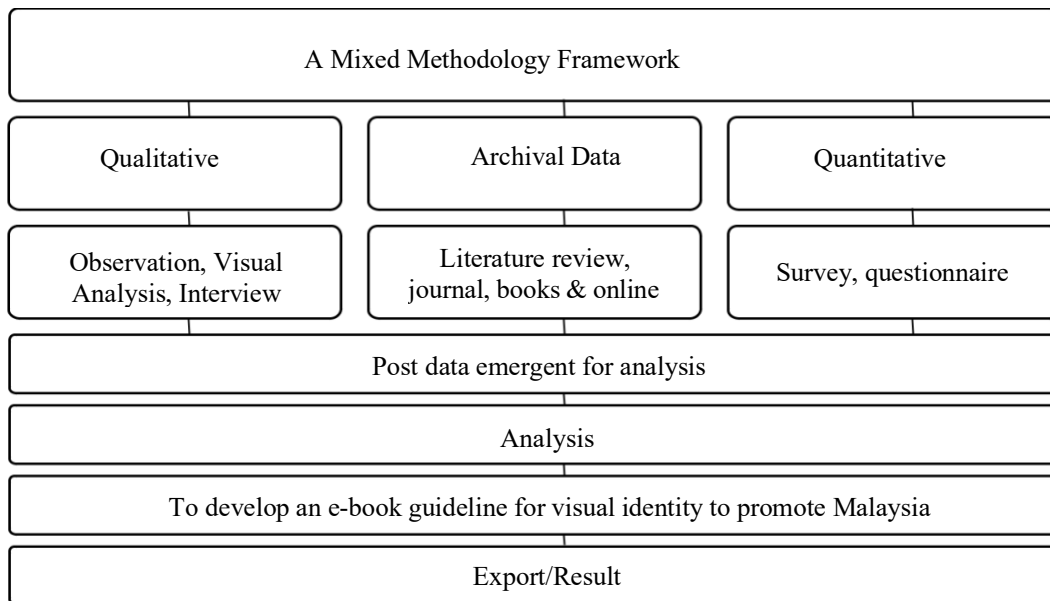 A Mixed Methodology Framework
Qualitative
Archival Data
Quantitative
Observation, Visual
Analysis, Interview
Literature review,
journal, books & online
Survey, questionnaire
Post data emergent for analysis
Analysis
To develop an e-book guideline for visual identity to promote Malaysia
Export/Result